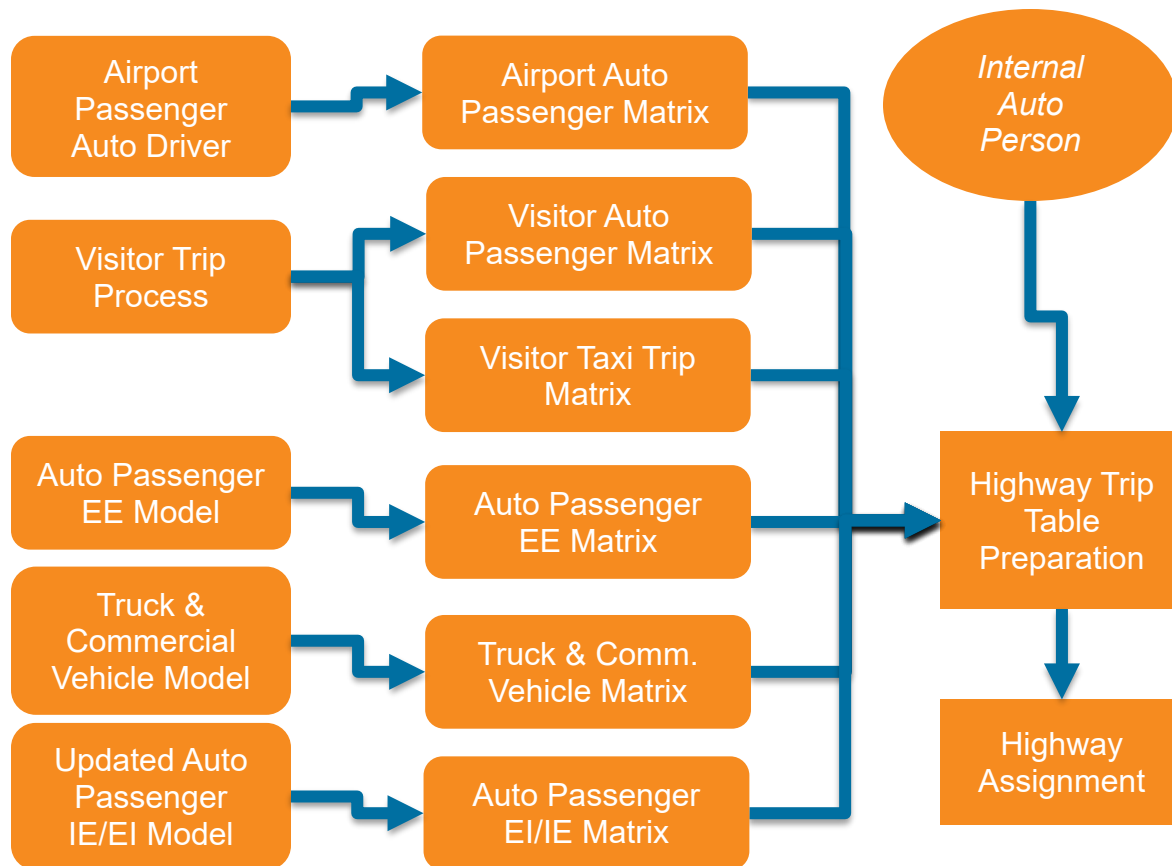 Airport
Passenger
Auto Driver
Airport Auto
Passenger Matrix
Internal
Auto
Person
Visitor Trip
Process
Visitor Auto
Passenger Matrix
Visitor Taxi Trip
Matrix
Auto Passenger
EE Model
Auto Passenger
EE Matrix
Highway Trip
Table
Preparation
Truck &
Commercial
Vehicle Model
Truck & Comm.
Vehicle Matrix
Updated Auto
Passenger
IE/EI Model
Auto Passenger
EI/IE Matrix
Highway
Assignment